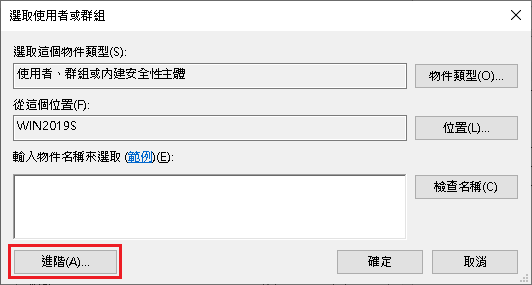 選取使用者或群組
選取這個物件類型(S):
使用者、群組或內建安全性主體
物件類型(O)...
從這個位置(F):
WIN2019S
位置(L)...
輸入物件名稱來選取 (範例)(E):
檢查名稱(C)
進階(A)...
確定
取消